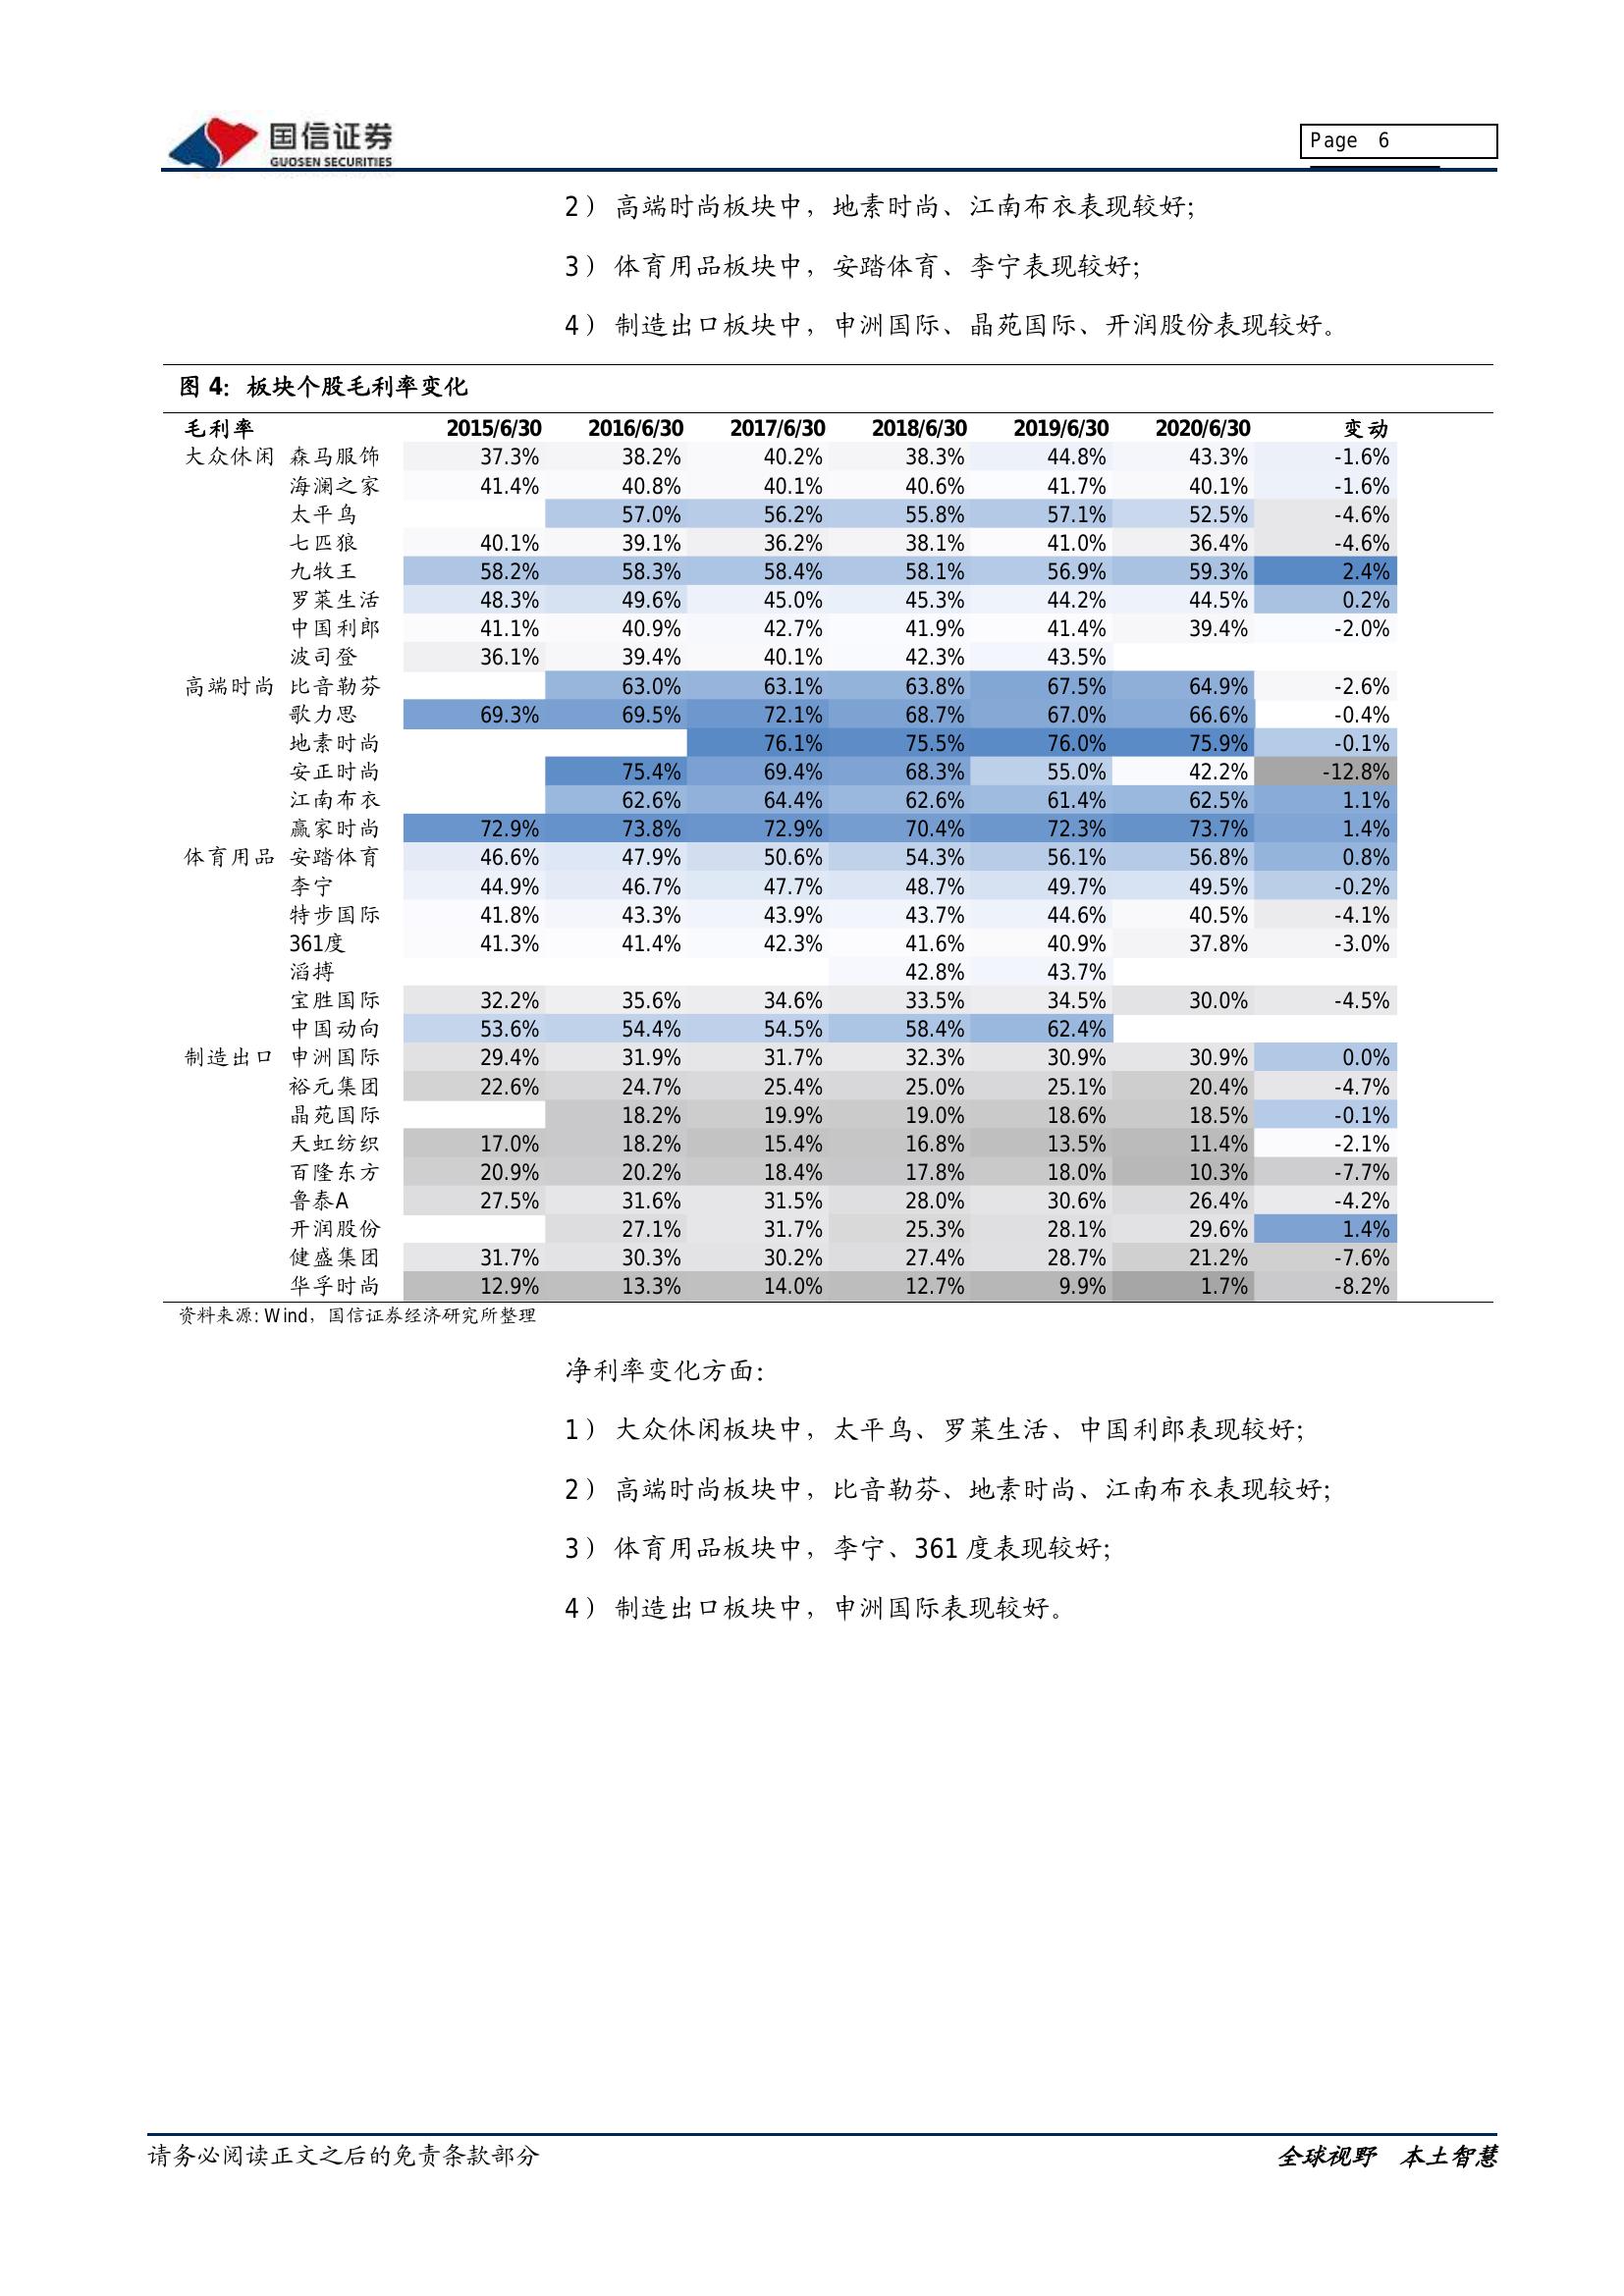 国信证券
GUOSEN SECURITIES
Page 6
2） 高端时尚板块中，地素时尚、江南布衣表现较好；
3） 体育用品板块中，安踏体育、李宁表现较好；
4） 制造出口板块中，申洲国际、晶苑国际、开润股份表现较好。
图 4：板块个股毛利率变化
毛利率 2015/6/30 2016/6/30 2017/6/30 2018/6/30 2019/6/30 2020/6/30 变动
大众休闲 森马服饰 37.3% 38.2% 40.2% 38.3% 44.8% 43.3% -1.6%
海澜之家 41.4% 40.8% 40.1% 40.6% 41.7% 40.1% -1.6%
太平鸟 57.0% 56.2% 55.8% 57.1% 52.5% -4.6%
七匹狼 40.1% 39.1% 36.2% 38.1% 41.0% 36.4% -4.6%
九牧王 58.2% 58.3% 58.4% 58.1% 56.9% 59.3% 2.4%
罗莱生活 48.3% 49.6% 45.0% 45.3% 44.2% 44.5% 0.2%
中国利郎 41.1% 40.9% 42.7% 41.9% 41.4% 39.4% -2.0%
波司登 36.1% 39.4% 40.1% 42.3% 43.5%
高端时尚 比音勒芬 63.0% 63.1% 63.8% 67.5% 64.9% -2.6%
歌力思 69.3% 69.5% 72.1% 68.7% 67.0% 66.6% -0.4%
地素时尚 76.1% 75.5% 76.0% 75.9% -0.1%
安正时尚 75.4% 69.4% 68.3% 55.0% 42.2% -12.8%
江南布衣 62.6% 64.4% 62.6% 61.4% 62.5% 1.1%
赢家时尚 72.9% 73.8% 72.9% 70.4% 72.3% 73.7% 1.4%
体育用品 安踏体育 46.6% 47.9% 50.6% 54.3% 56.1% 56.8% 0.8%
李宁 44.9% 46.7% 47.7% 48.7% 49.7% 49.5% -0.2%
特步国际 41.8% 43.3% 43.9% 43.7% 44.6% 40.5% -4.1%
361度 41.3% 41.4% 42.3% 41.6% 40.9% 37.8% -3.0%
滔搏 42.8% 43.7%
宝胜国际 32.2% 35.6% 34.6% 33.5% 34.5% 30.0% -4.5%
中国动向 53.6% 54.4% 54.5% 58.4% 62.4%
制造出口 申洲国际 29.4% 31.9% 31.7% 32.3% 30.9% 30.9% 0.0%
裕元集团 22.6% 24.7% 25.4% 25.0% 25.1% 20.4% -4.7%
晶苑国际 18.2% 19.9% 19.0% 18.6% 18.5% -0.1%
天虹纺织 17.0% 18.2% 15.4% 16.8% 13.5% 11.4% -2.1%
百隆东方 20.9% 20.2% 18.4% 17.8% 18.0% 10.3% -7.7%
鲁泰A 27.5% 31.6% 31.5% 28.0% 30.6% 26.4% -4.2%
开润股份 27.1% 31.7% 25.3% 28.1% 29.6% 1.4%
健盛集团 31.7% 30.3% 30.2% 27.4% 28.7% 21.2% -7.6%
华孚时尚 12.9% 13.3% 14.0% 12.7% 9.9% 1.7% -8.2%
资料来源: Wind，国信证券经济研究所整理
净利率变化方面：
1） 大众休闲板块中，太平鸟、罗莱生活、中国利郎表现较好；
2） 高端时尚板块中，比音勒芬、地素时尚、江南布衣表现较好；
3） 体育用品板块中，李宁、361 度表现较好；
4） 制造出口板块中，申洲国际表现较好。
请务必阅读正文之后的免责条款部分
全球视野 本土智慧